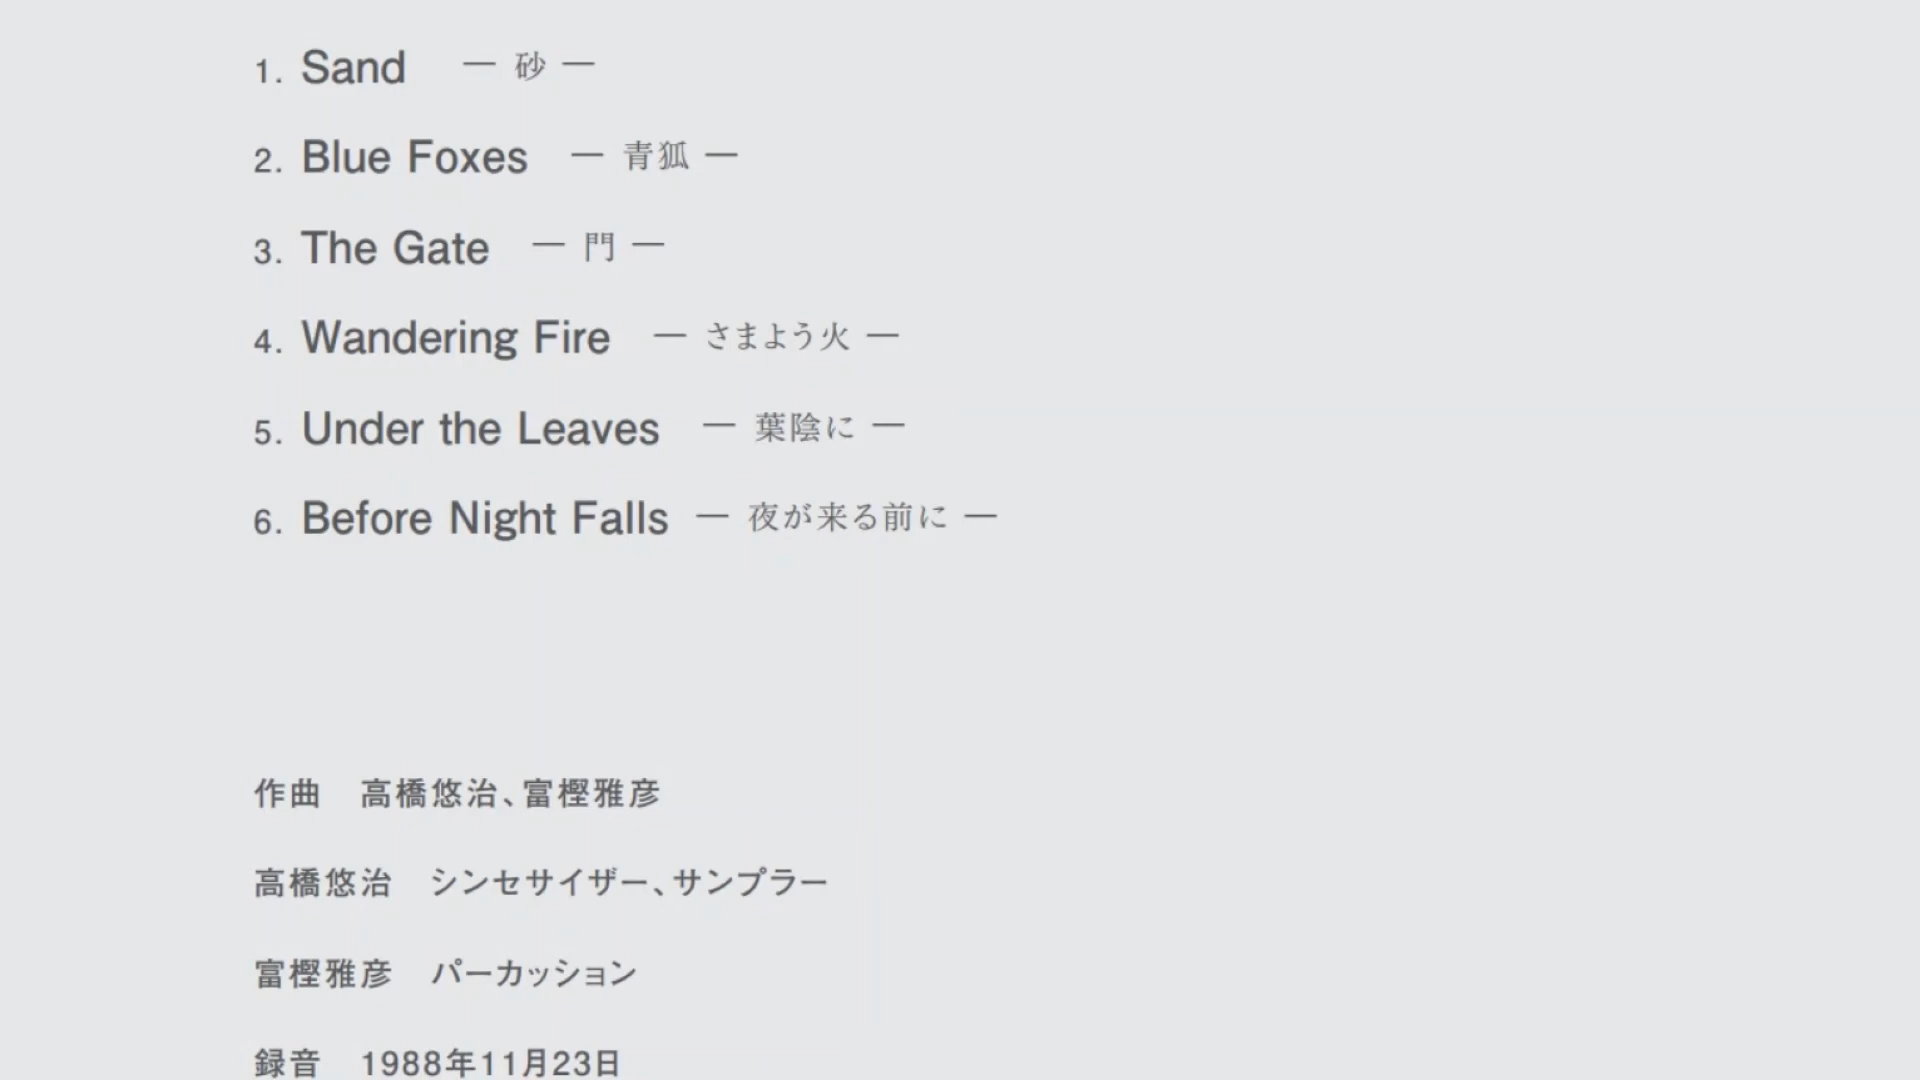 1. Sand — 砂 —
2. Blue Foxes — 青狐 —
3. The Gate — 門 —
4. Wandering Fire — さまよう火 —
5. Under the Leaves — 葉陰に —
6. Before Night Falls — 夜が来る前に —
作曲　高橋悠治、富樫雅彦
高橋悠治　シンセサイザー、サンプラー
富樫雅彦　パーカッション
録音　1988年11月23日